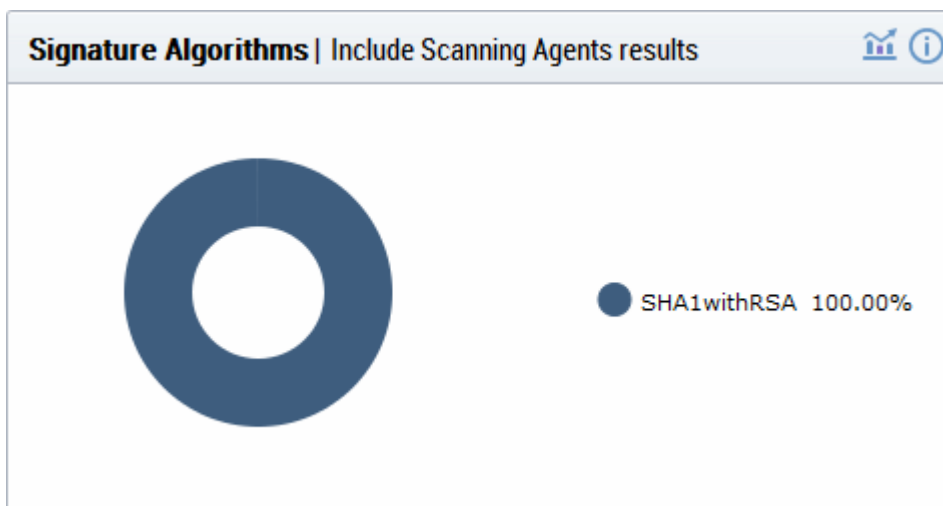 Signature Algorithms | Include Scanning Agents results
SHA1withRSA 100.00%